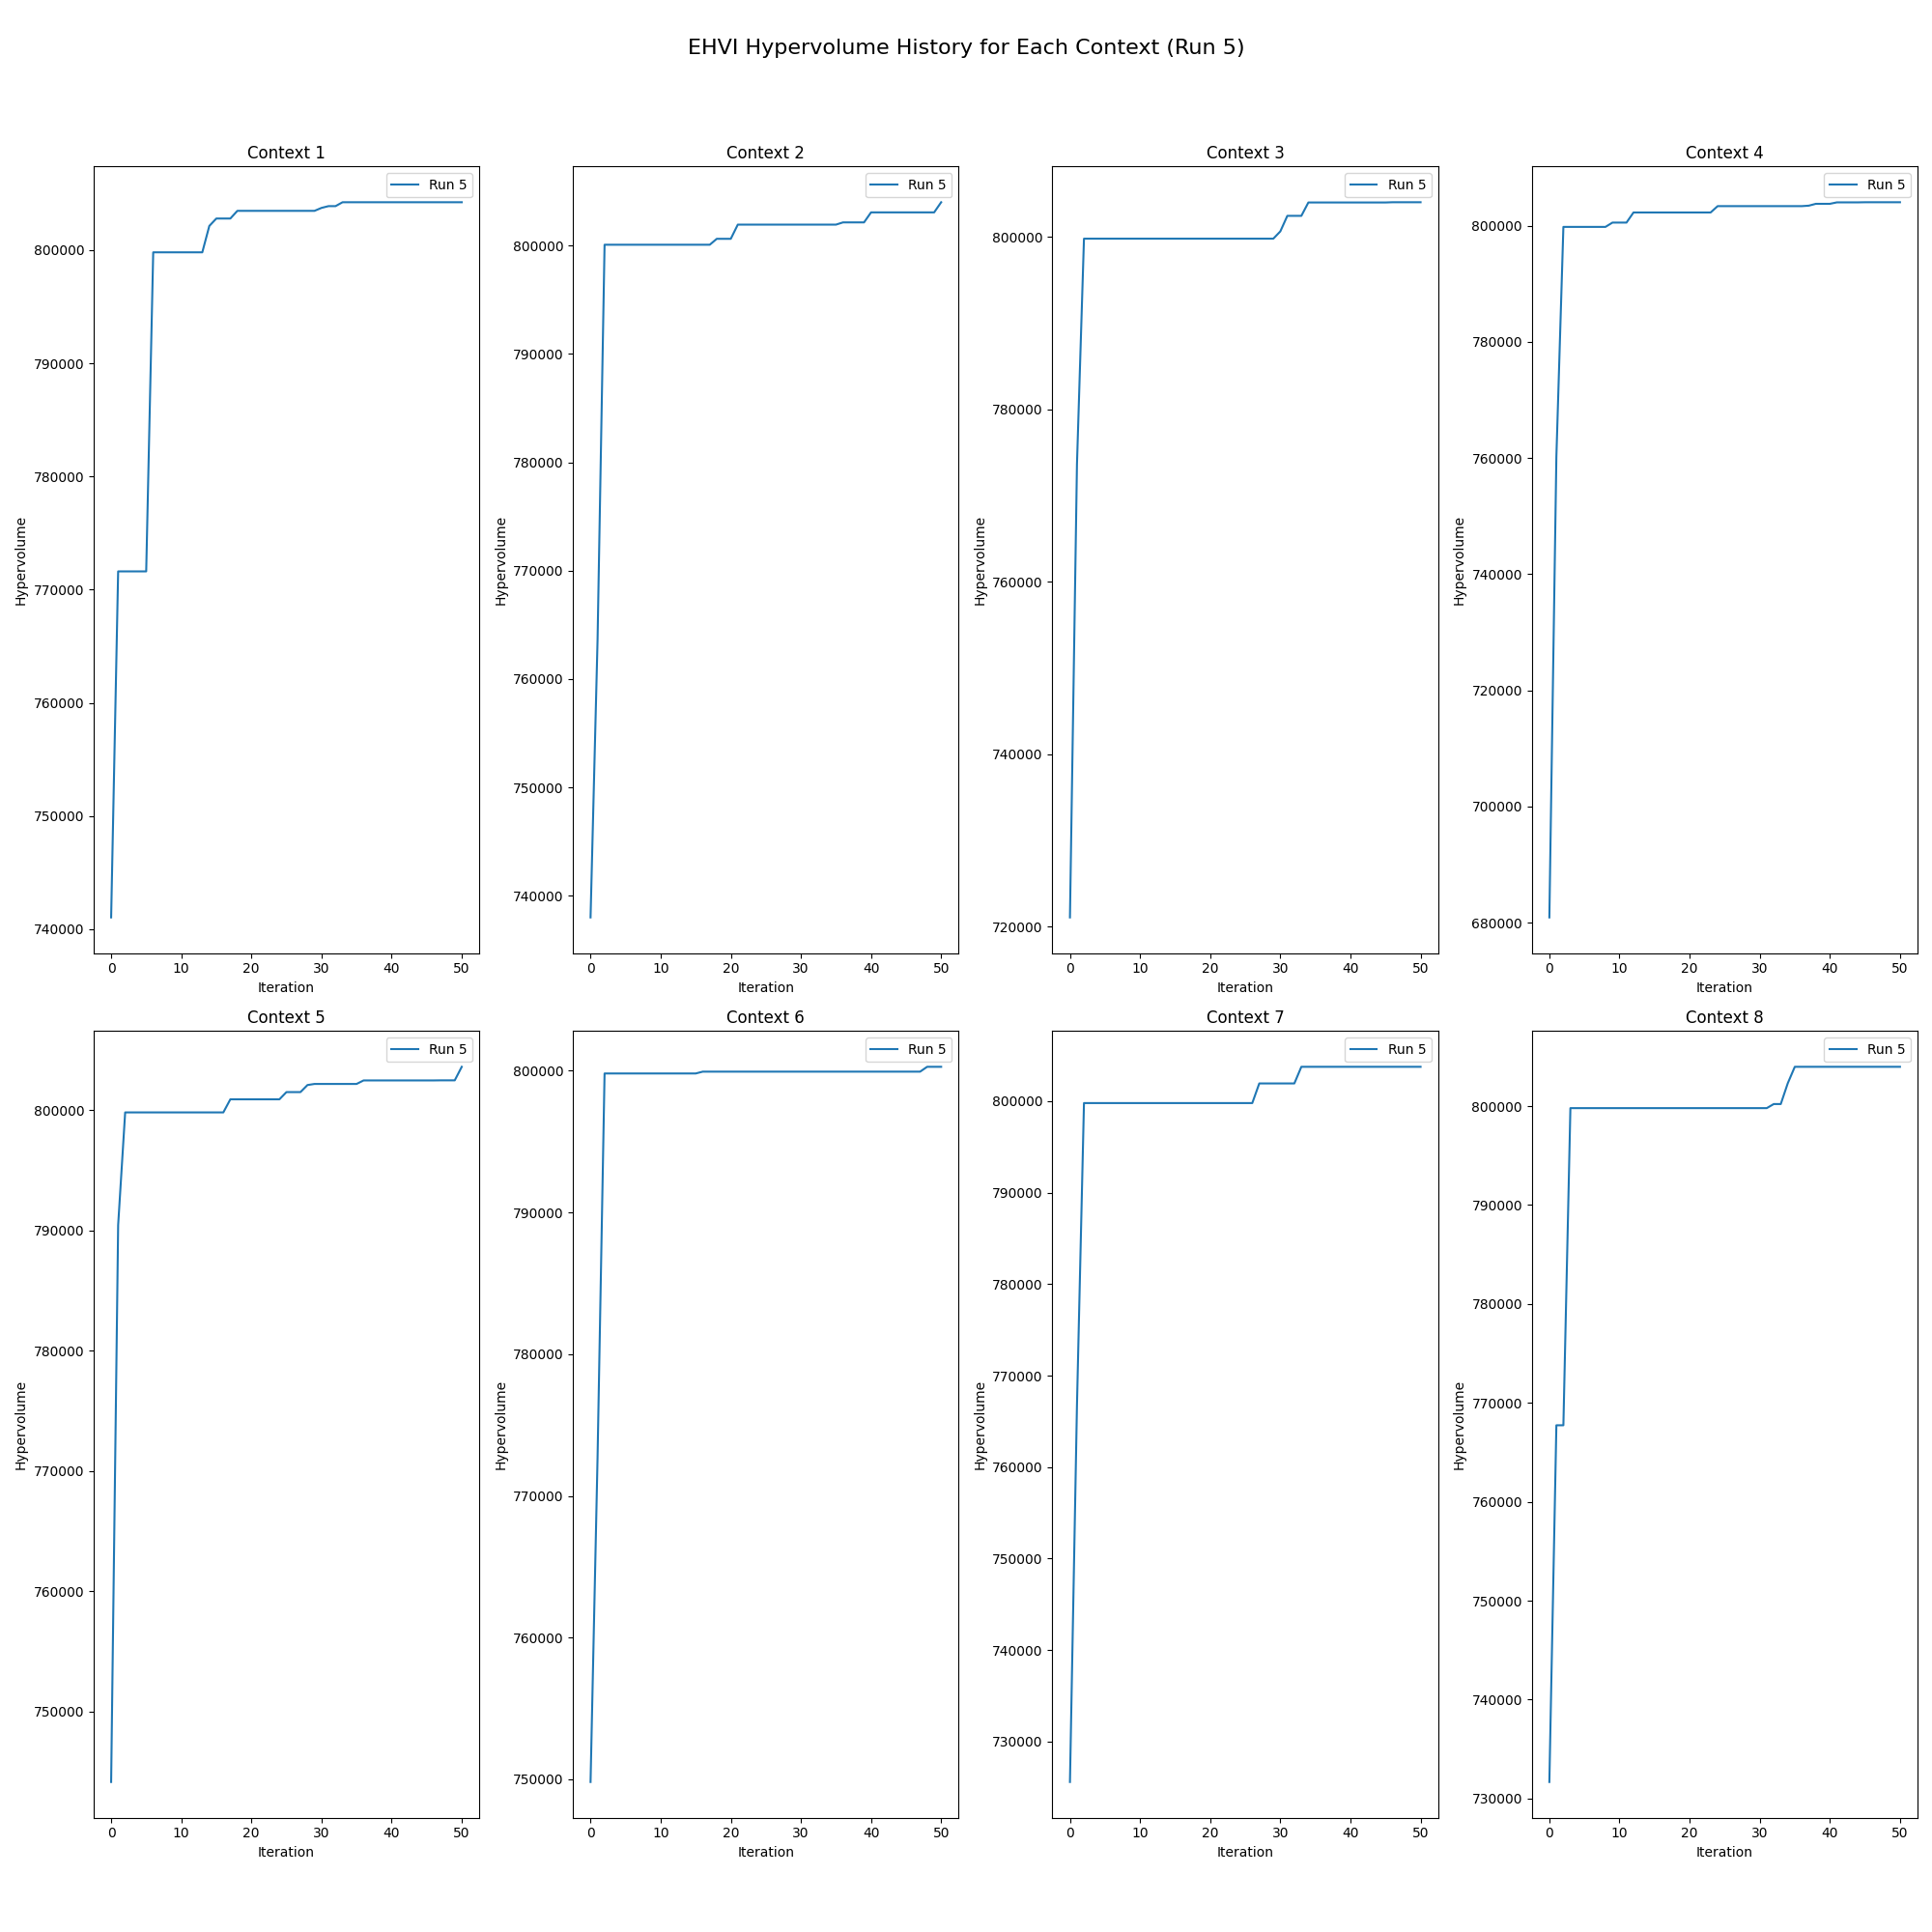 EHVI Hypervolume History for Each Context (Run 5)
Context 1
Run 5
800000
790000
780000
770000
760000
750000
740000
Hypervolume
0 10 20 30 40 50
Iteration
Context 2
Run 5
800000
790000
780000
770000
760000
750000
740000
Hypervolume
0 10 20 30 40 50
Iteration
Context 3
Run 5
800000
780000
760000
740000
720000
Hypervolume
0 10 20 30 40 50
Iteration
Context 4
Run 5
800000
780000
760000
740000
720000
700000
680000
Hypervolume
0 10 20 30 40 50
Iteration
Context 5
Run 5
800000
790000
780000
770000
760000
750000
Hypervolume
0 10 20 30 40 50
Iteration
Context 6
Run 5
800000
790000
780000
770000
760000
750000
Hypervolume
0 10 20 30 40 50
Iteration
Context 7
Run 5
800000
790000
780000
770000
760000
750000
740000
730000
Hypervolume
0 10 20 30 40 50
Iteration
Context 8
Run 5
800000
790000
780000
770000
760000
750000
740000
730000
Hypervolume
0 10 20 30 40 50
Iteration